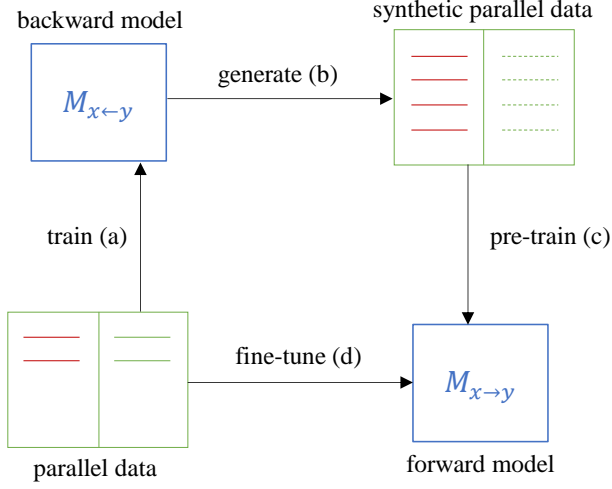 backward model
synthetic parallel data
generate (b)
M_{x←y}
train (a)
pre-train (c)
fine-tune (d)
M_{x→y}
parallel data
forward model